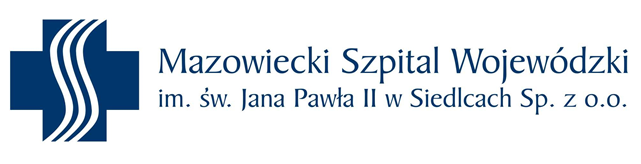 Mazowiecki Szpital Wojewódzki
im. św. Jana Pawła II w Siedlcach Sp. z o.o.